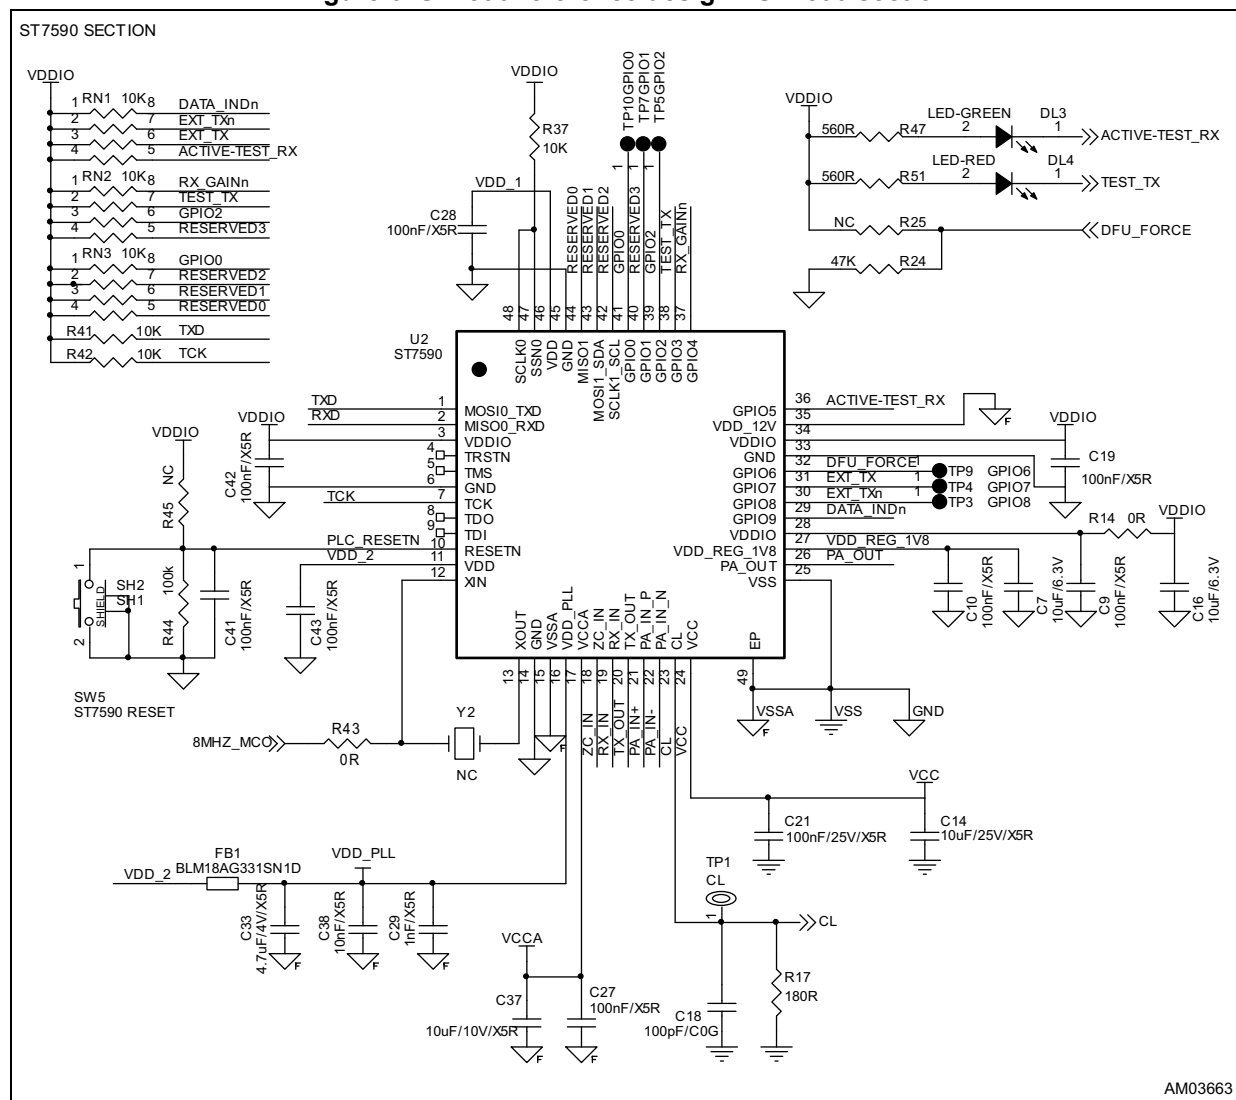 ST7590 SECTION
VDDIO
1 RN1 10K 8 DATA_INDn
2 7 EXT_TXn
3 6 EXT_TX
4 5 ACTIVE-TEST_RX
1 RN2 10K 8 RX_GAINn
2 7 TEST_TX
3 6 GPIO2
4 5 RESERVED3
1 RN3 10K 8 GPIO0
2 7 RESERVED2
3 6 RESERVED1
4 5 RESERVED0
R41 10K TXD
R42 10K TCK
VDDIO
R37
10K
VDD_1
C28
100nF/X5R
TP10 GPIO0
TP7 GPIO1
TP5 GPIO2
1
1
1
RESERVED0
RESERVED1
RESERVED2
GPIO0
RESERVED3
GPIO2
TEST_TX
RX_GAINn
VDDIO
560R R47 LED-GREEN 2 DL3 1 ACTIVE-TEST_RX
560R R51 LED-RED 2 DL4 1 TEST_TX
NC R25 DFU_FORCE
47K R24
U2
ST7590
48 SCLK0
47 SSN0
46 VDD
45 GND
44 MISO1
43 MOSI1_SDA
42 SCLK1_SCL
41 GPIO0
40 GPIO1
39 GPIO2
38 GPIO3
37 GPIO4
TXD 1 MOSI0_TXD
RXD 2 MISO0_RXD
3 VDDIO
4 TRSTN
5 TMS
6 GND
TCK 7 TCK
8 TDO
9 TDI
PLC_RESETN 10 RESETN
VDD_2 11 VDD
12 XIN
GPIO5 36 ACTIVE-TEST_RX
VDD_12V 35 F
VDDIO 34
GND 33
GPIO6 32 DFU_FORCE 1 TP9 GPIO6
GPIO7 31 EXT_TX 1 TP4 GPIO7
GPIO8 30 EXT_TXn 1 TP3 GPIO8
GPIO9 29 DATA_INDn
VDDIO 28
VDD_REG_1V8 27 VDD_REG_1V8
PA_OUT 26 PA_OUT
VSS 25
VDDIO
C19
100nF/X5R
R14 0R
VDDIO
C10
100nF/X5R
C7
10uF/6.3V
C9
100nF/X5R
C16
10uF/6.3V
VDDIO
C42
100nF/X5R
VDDIO
R45 NC
R44 100k
C41
100nF/X5R
C43
100nF/X5R
1
2
SH2
SH1
SHIELD
SW5
ST7590 RESET
XOUT 13
GND 14
VSSA 15
VDD_PLL 16
VCCA 17
ZC_IN 18 ZC_IN
RX_IN 19 RX_IN
TX_OUT 20 TX_OUT
PA_IN_P 21 PA_IN+
PA_IN_N 22 PA_IN-
CL 23 CL
VCC 24 VCC
EP 49
F
VSSA
F
VSS
GND
8MHZ_MCO R43
0R
Y2
NC
VCC
C21
100nF/25V/X5R
C14
10uF/25V/X5R
FB1
BLM18AG331SN1D
VDD_2
VDD_PLL
C33
4.7uF/4V/X5R
F
C38
10nF/X5R
F
C29
1nF/X5R
F
TP1
CL
1
CL
C18
100pF/C0G
R17
180R
VCCA
C37
10uF/10V/X5R
F
C27
100nF/X5R
F
AM03663